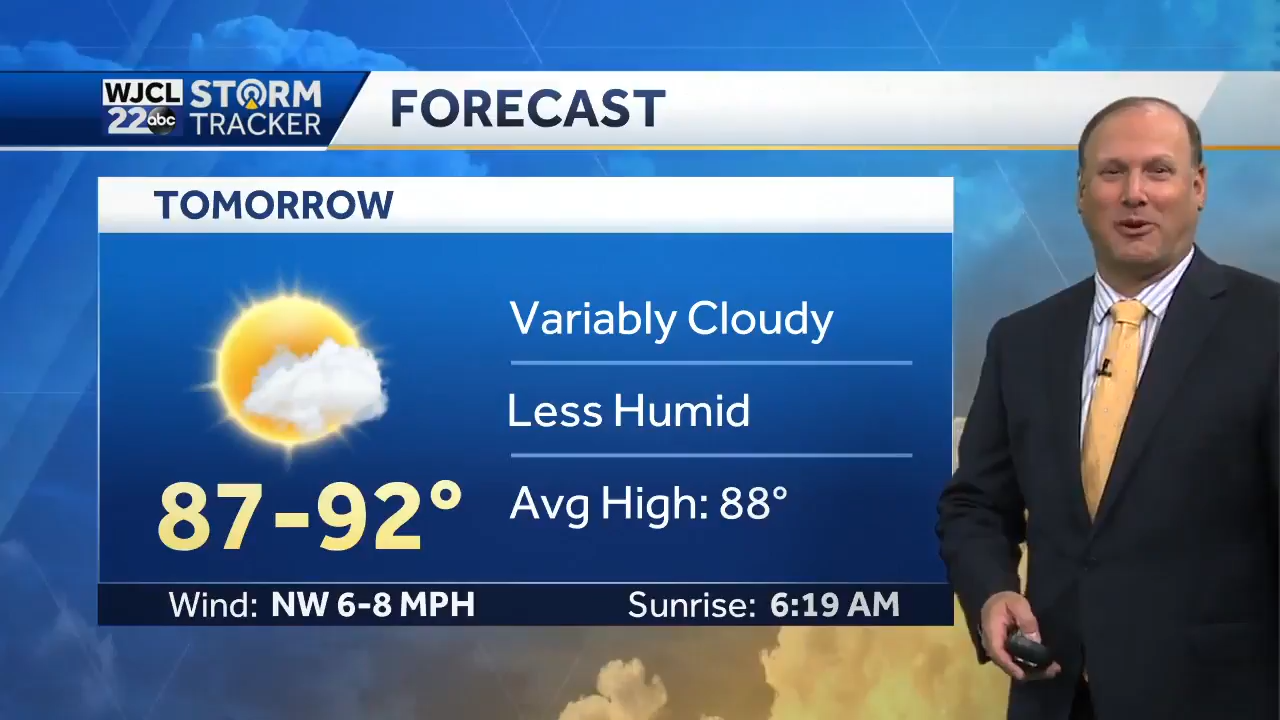 WJCL
22 abc
STORM
TRACKER
FORECAST
TOMORROW
Variably Cloudy
Less Humid
87-92°
Avg High: 88°
Wind: NW 6-8 MPH
Sunrise: 6:19 AM